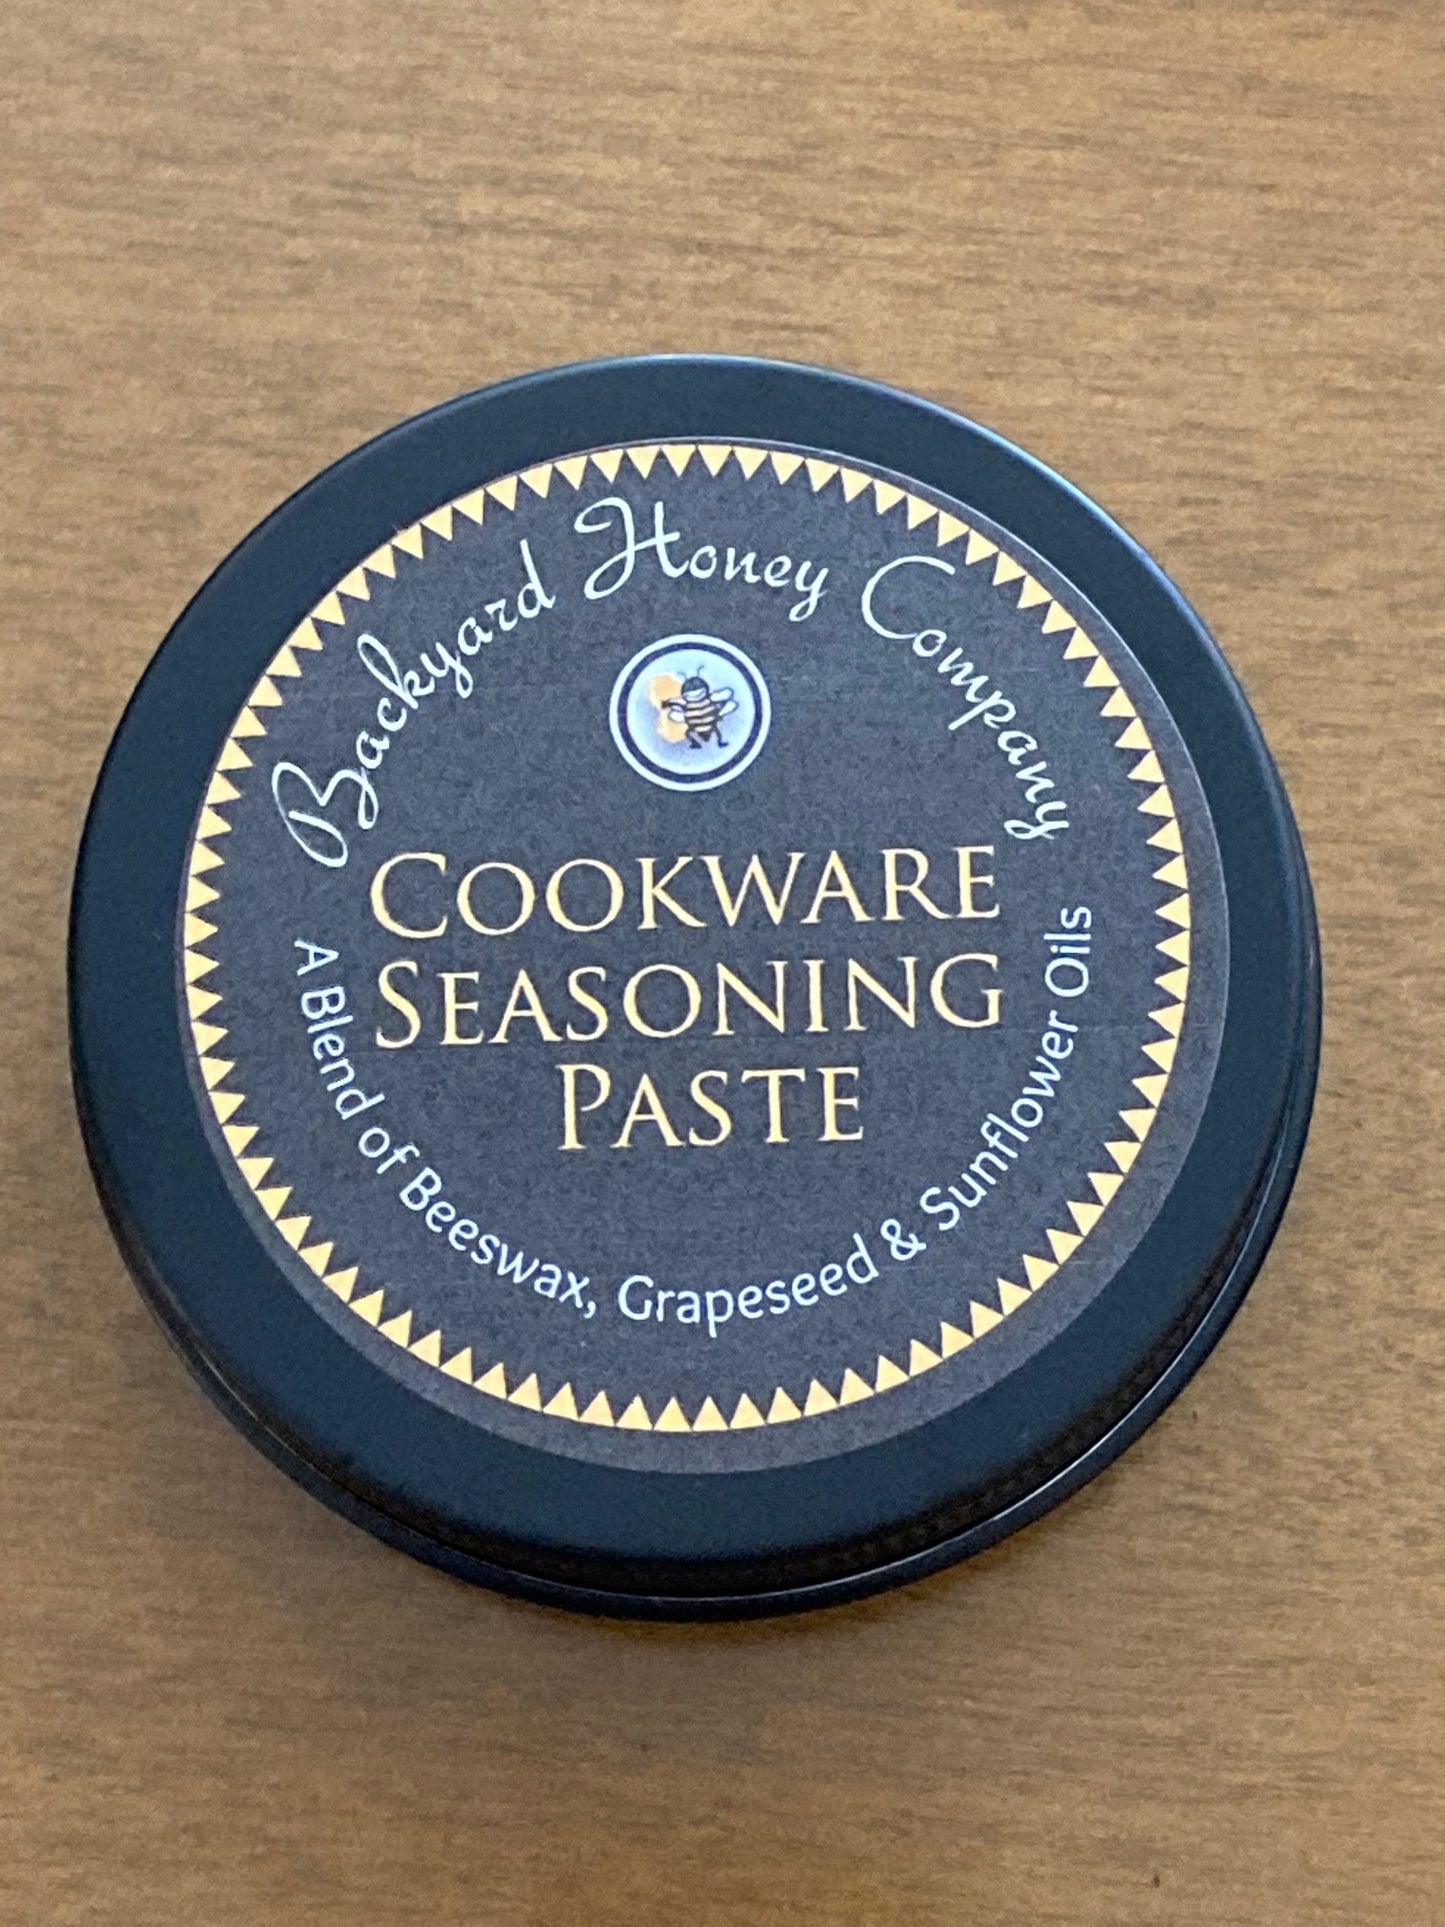 Backyard Honey Company
COOKWARE
SEASONING
PASTE
A Blend of Beeswax, Grapeseed & Sunflower Oils